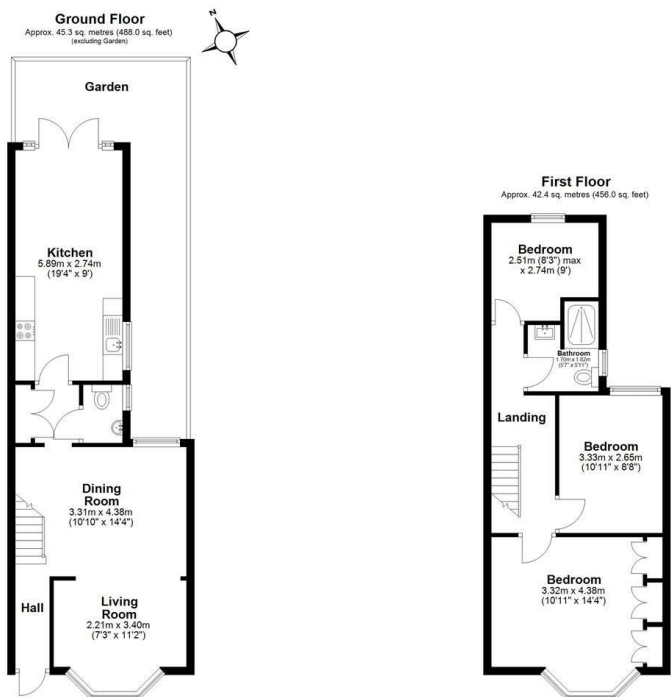 Ground Floor
Approx. 45.3 sq. metres (488.0 sq. feet)
(excluding Garden)
N
Garden
Kitchen
5.89m x 2.74m
(19'4" x 9')
Dining
Room
3.31m x 4.38m
(10'10" x 14'4")
Hall
Living
Room
2.21m x 3.40m
(7'3" x 11'2")
First Floor
Approx. 42.4 sq. metres (456.0 sq. feet)
Bedroom
2.51m (8'3") max
x 2.74m (9')
Bathroom
1.70m x 1.82m
(5'7" x 5'11")
Landing
Bedroom
3.33m x 2.65m
(10'11" x 8'8")
Bedroom
3.32m x 4.38m
(10'11" x 14'4")